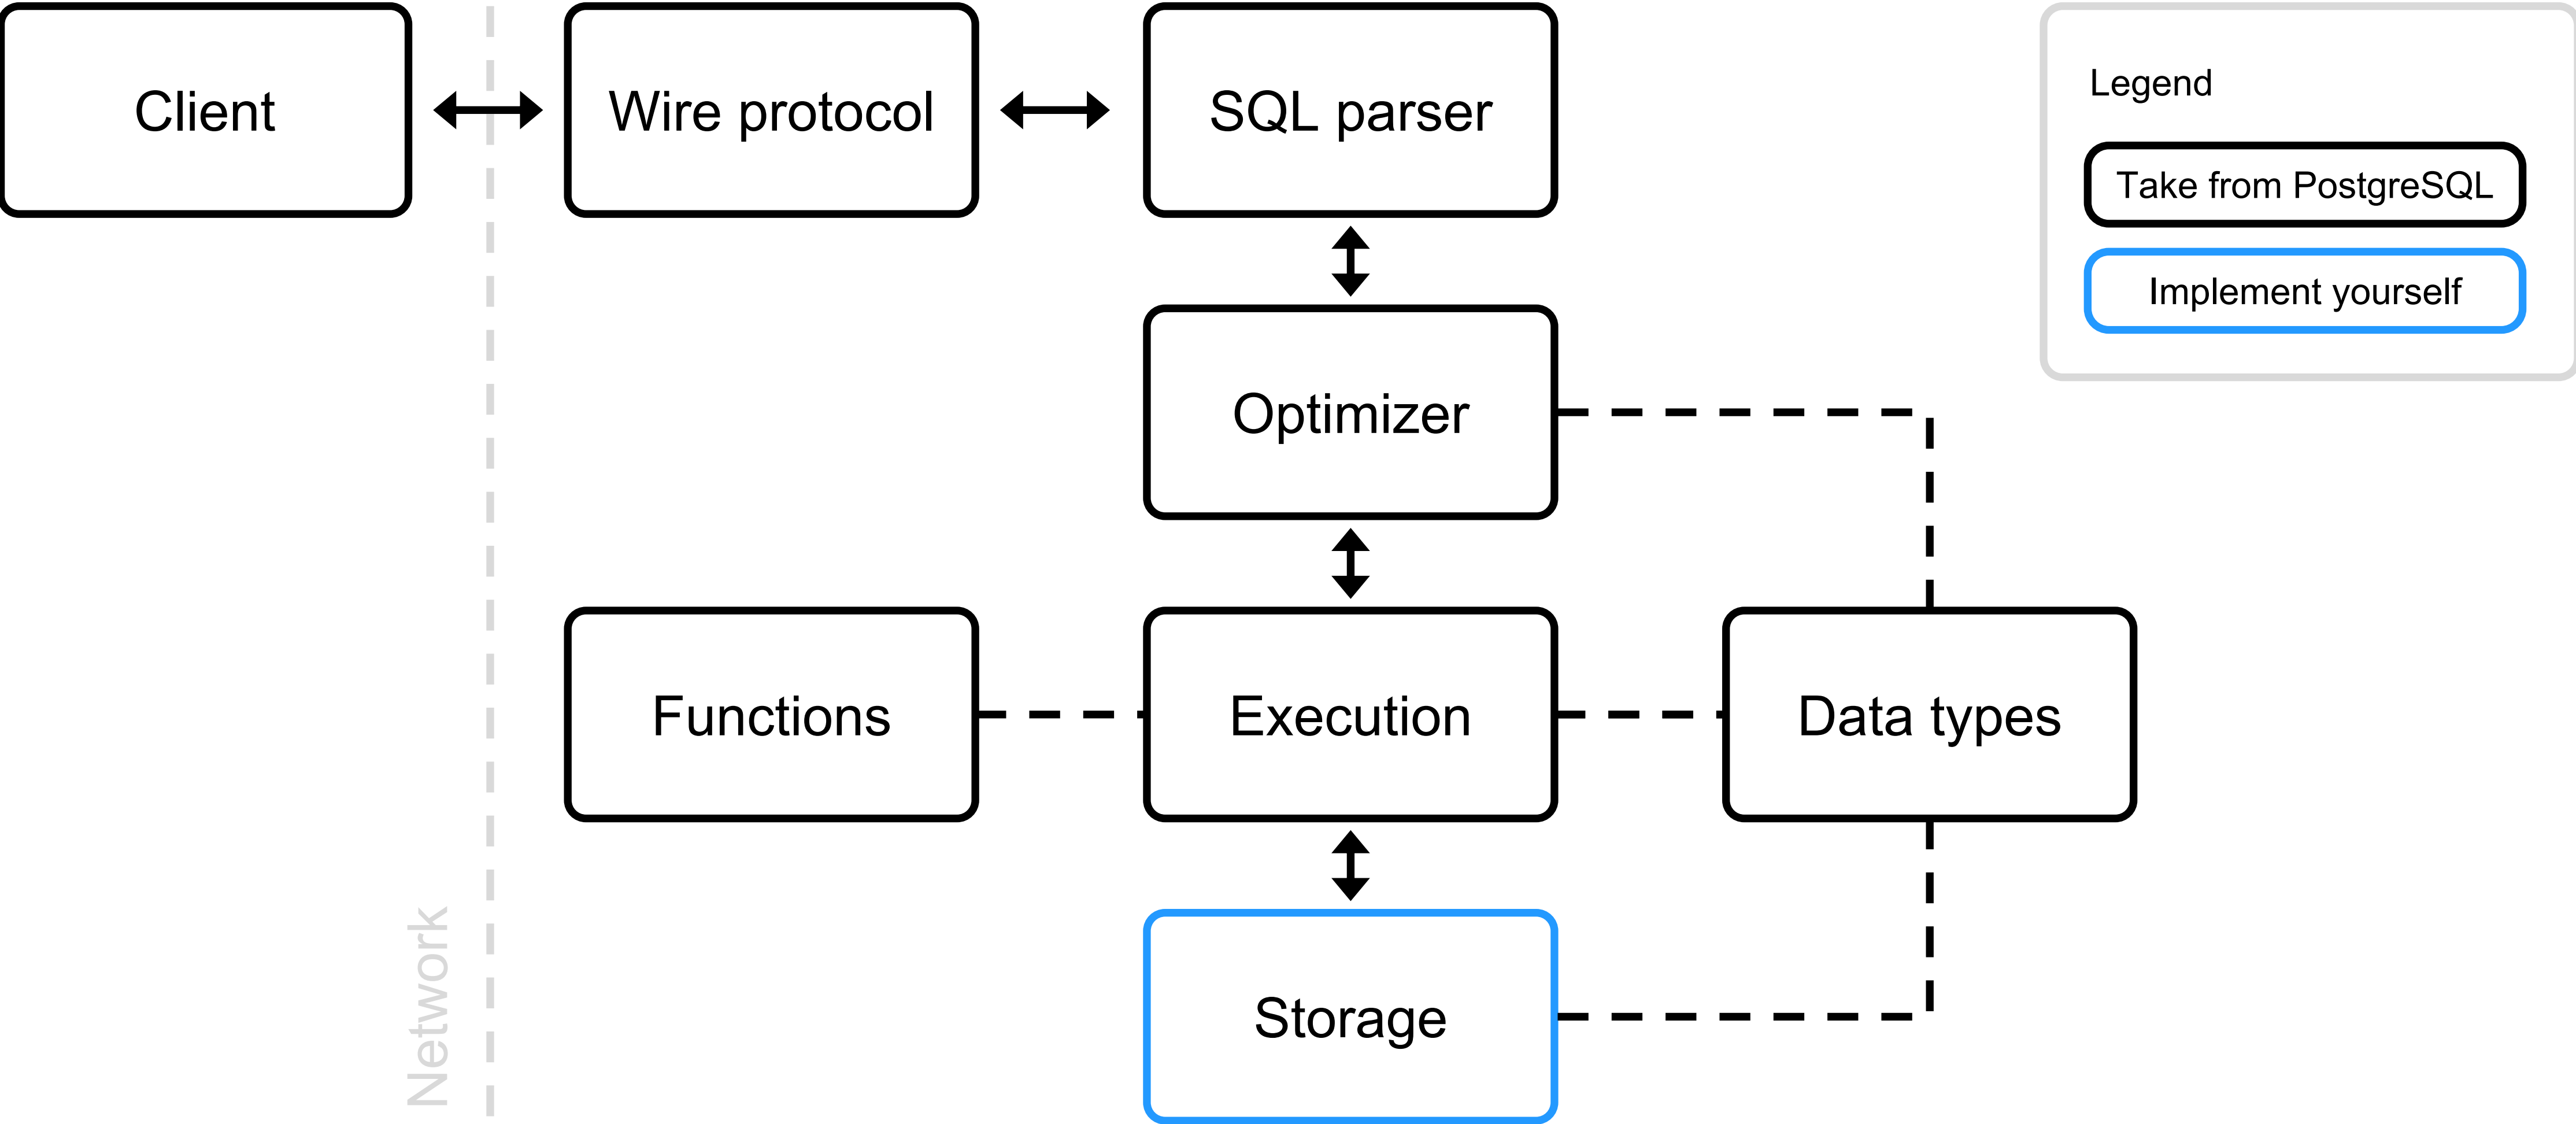 Client
Wire protocol
SQL parser
Legend
Take from PostgreSQL
Implement yourself
Optimizer
Functions
Execution
Data types
Storage
Network